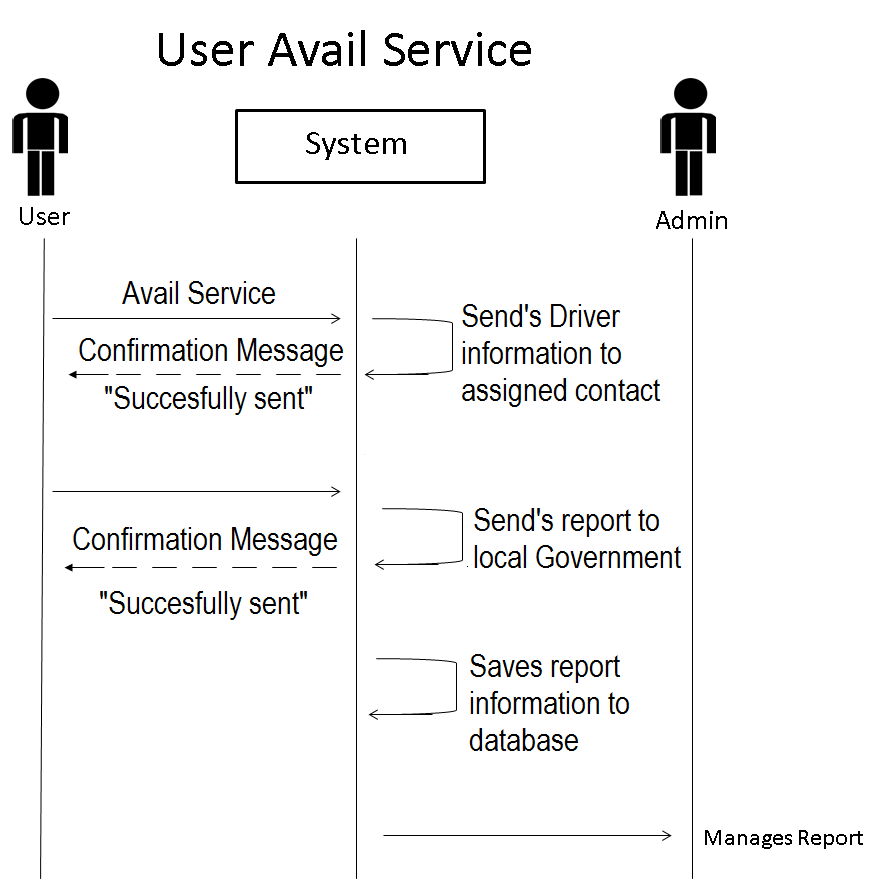 User Avail Service
System
User
Admin
Avail Service
Send's Driver
information to
assigned contact
Confirmation Message
"Succesfully sent"
Send's report to
local Government
Confirmation Message
"Succesfully sent"
Saves report
information to
database
Manages Report